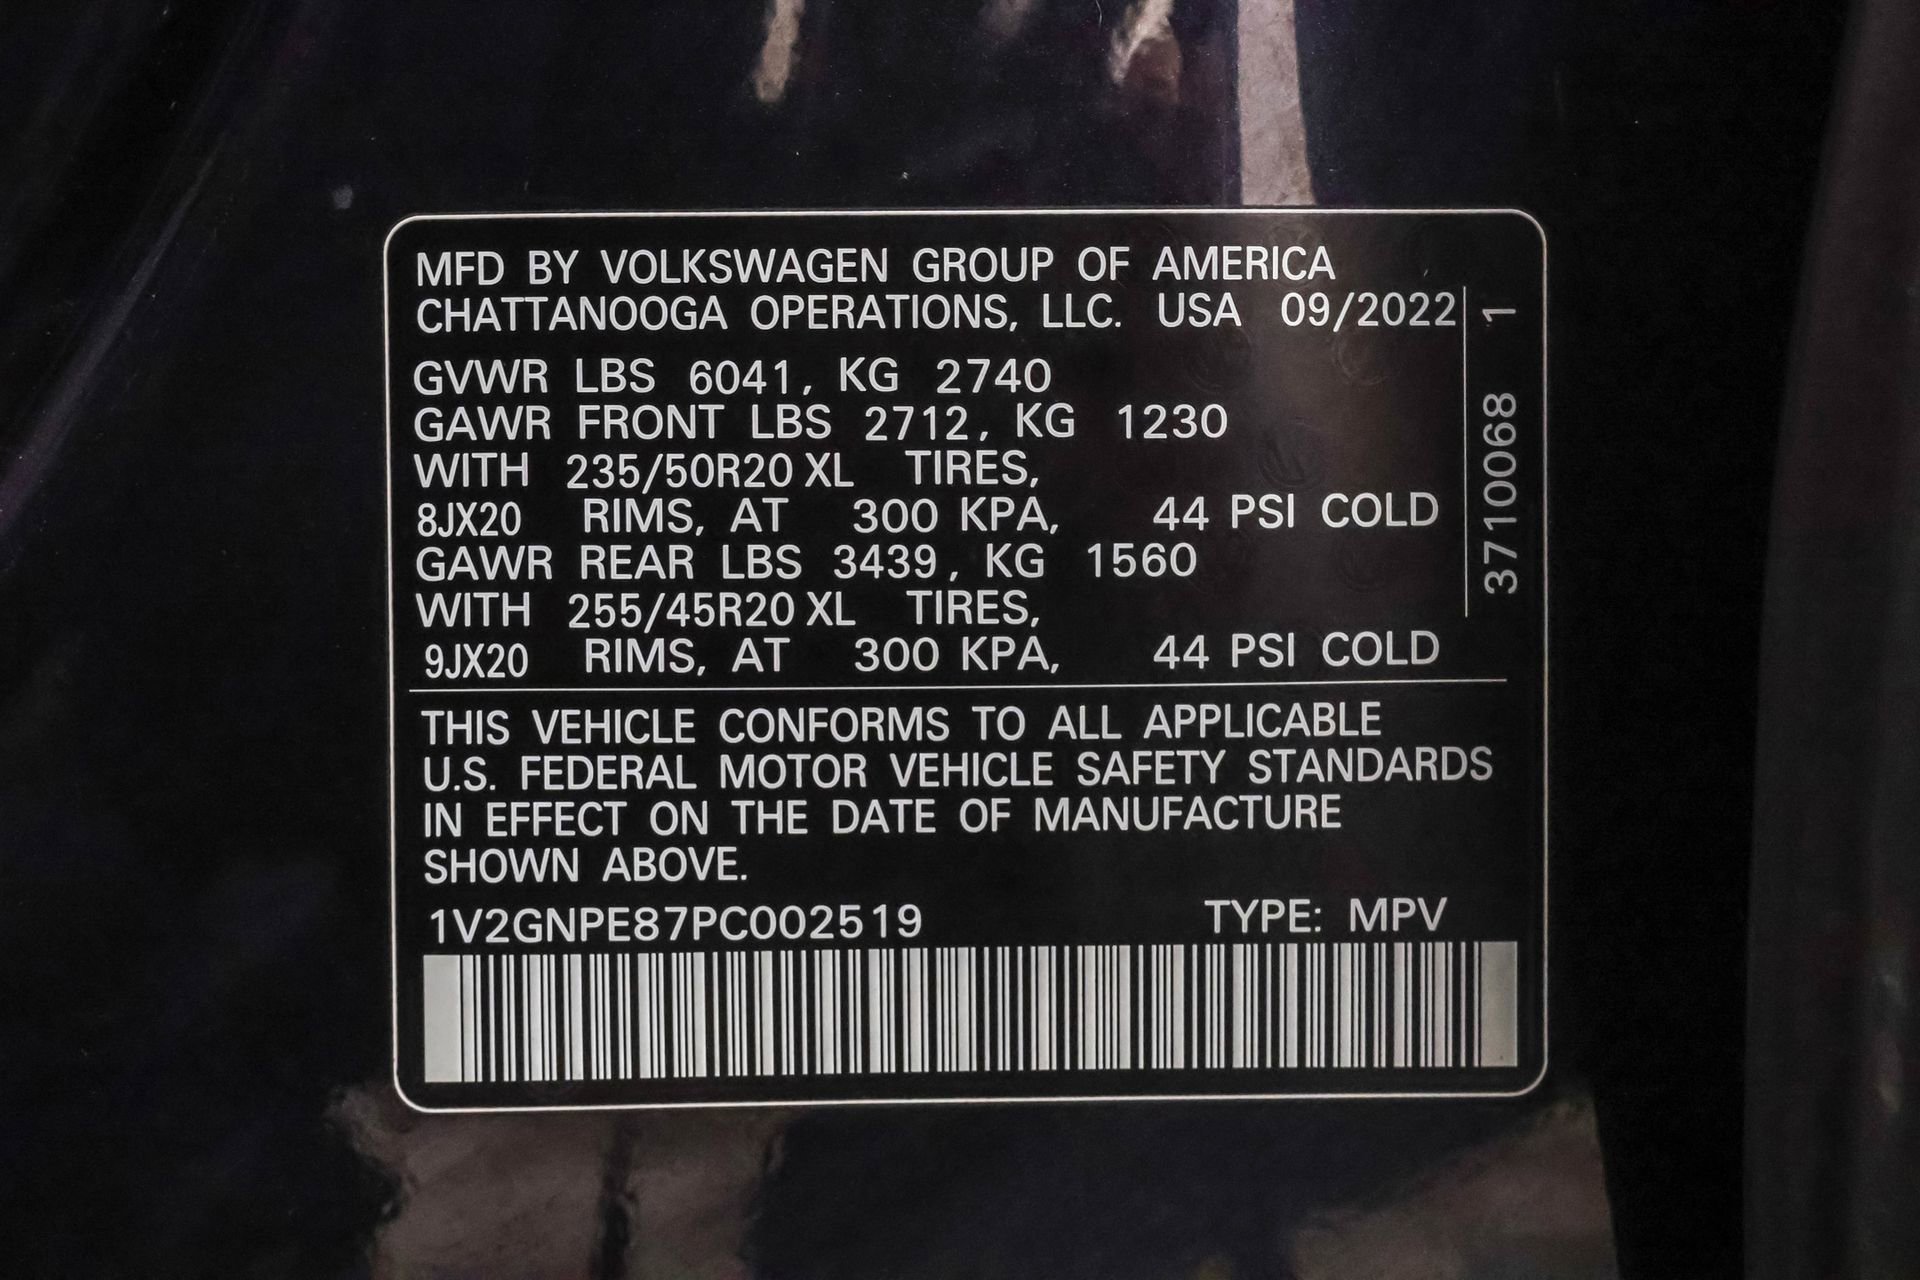 MFD BY VOLKSWAGEN GROUP OF AMERICA
CHATTANOOGA OPERATIONS, LLC. USA 09/2022
GVWR LBS 6041, KG 2740
GAWR FRONT LBS 2712, KG 1230
WITH 235/50R20 XL TIRES,
8JX20 RIMS, AT 300 KPA, 44 PSI COLD
GAWR REAR LBS 3439, KG 1560
WITH 255/45R20 XL TIRES,
9JX20 RIMS, AT 300 KPA, 44 PSI COLD
3710068 1
THIS VEHICLE CONFORMS TO ALL APPLICABLE
U.S. FEDERAL MOTOR VEHICLE SAFETY STANDARDS
IN EFFECT ON THE DATE OF MANUFACTURE
SHOWN ABOVE.
1V2GNPE87PC002519 TYPE: MPV